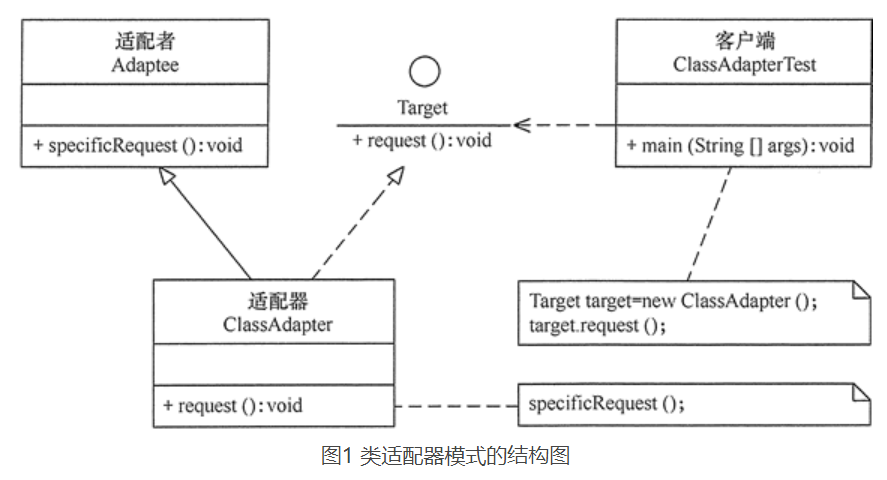 适配者
Adaptee
+ specificRequest (): void
Target
+ request (): void
客户端
ClassAdapterTest
+ main (String [] args): void
适配器
ClassAdapter
+ request (): void
Target target=new ClassAdapter ();
target.request ();
specificRequest ();
图1 类适配器模式的结构图